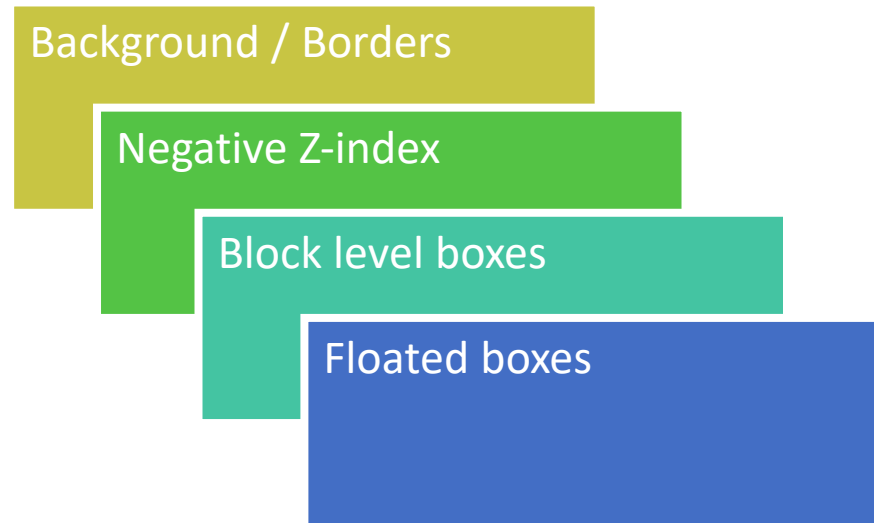 Background / Borders
Negative Z-index
Block level boxes
Floated boxes